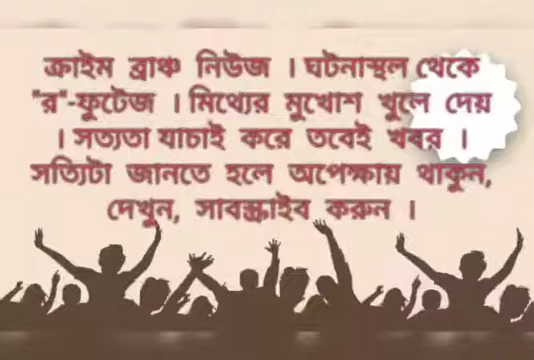 ক্রাইম ব্রাঞ্চ নিউজ । ঘটনাস্থল থেকে
"র"-ফুটেজ । মিথ্যের মুখোশ খুলে দেয়
। সত্যতা যাচাই করে তবেই খবর ।
সত্যিটা জানতে হলে অপেক্ষায় থাকুন,
দেখুন, সাবস্ক্রাইব করুন ।